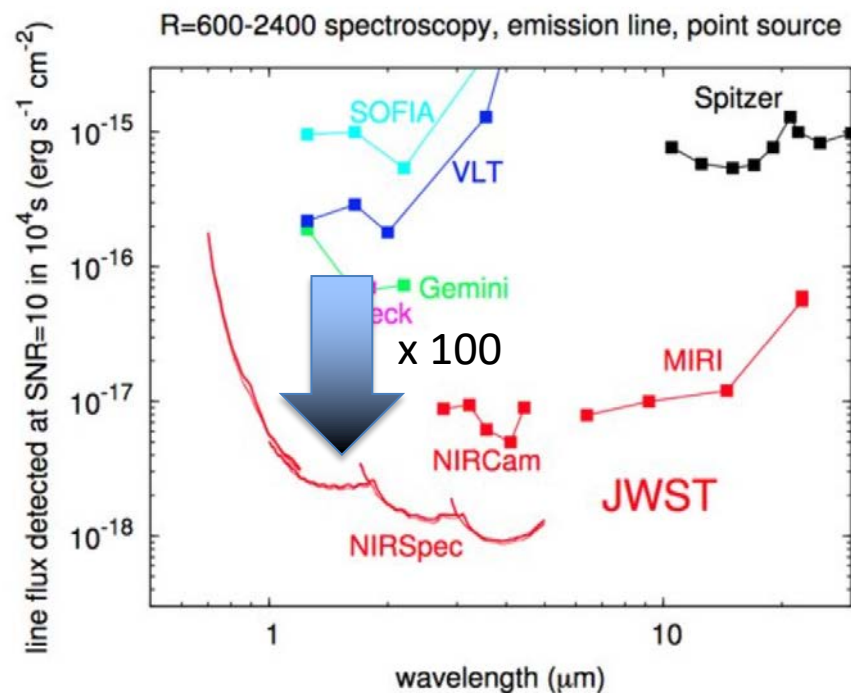 R=600-2400 spectroscopy, emission line, point source
line flux detected at SNR=10 in 10⁴s (erg s⁻¹ cm⁻²)
10⁻¹⁵
10⁻¹⁶
10⁻¹⁷
10⁻¹⁸
SOFIA
VLT
Spitzer
Gemini
eck
x 100
MIRI
NIRCam
JWST
NIRSpec
1
10
wavelength (μm)